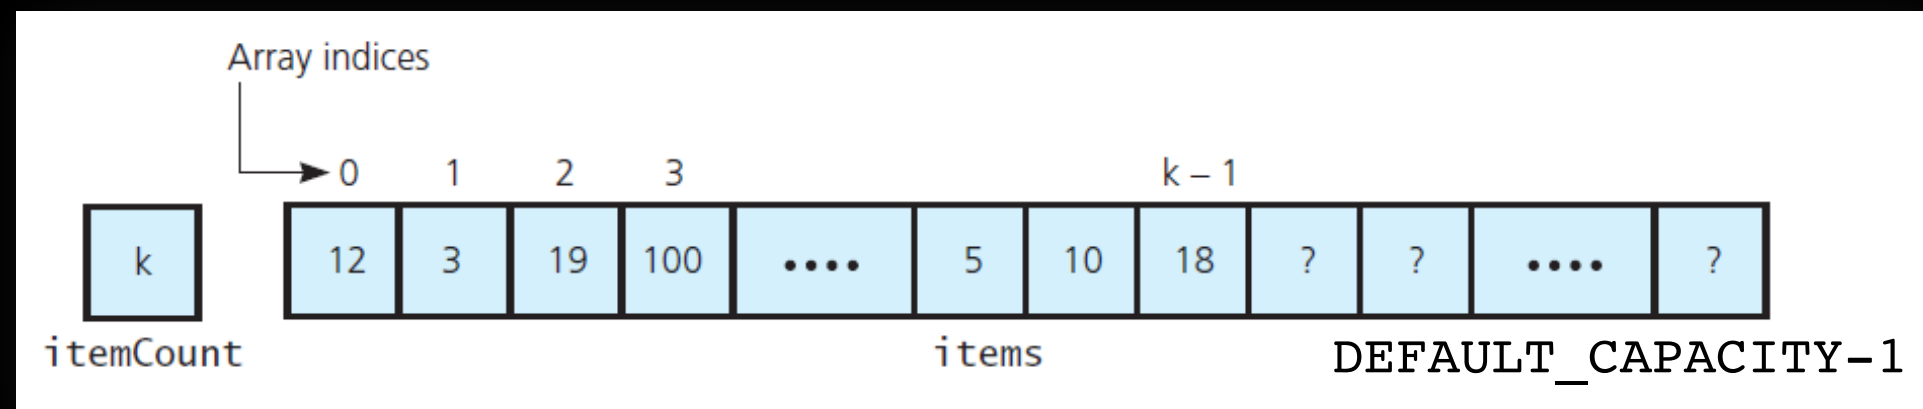 Array indices
0 1 2 3 k – 1
k 12 3 19 100 •••• 5 10 18 ? ? •••• ?
itemCount items DEFAULT_CAPACITY-1